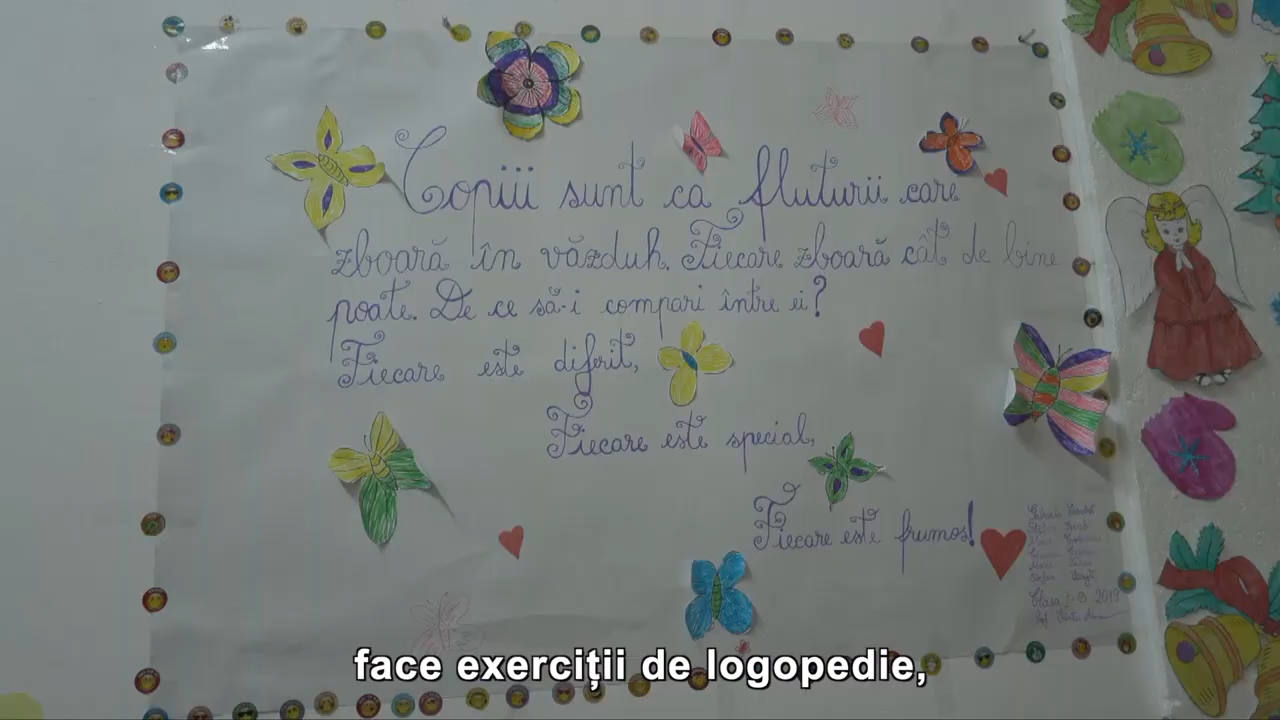 Copiii sunt ca fluturii care
zboară în văzduh. Fiecare zboară cât de bine
poate. De ce să-i compari între ei?
Fiecare este diferit,
Fiecare este special,
Fiecare este frumos!
2019
face exerciții de logopedie,